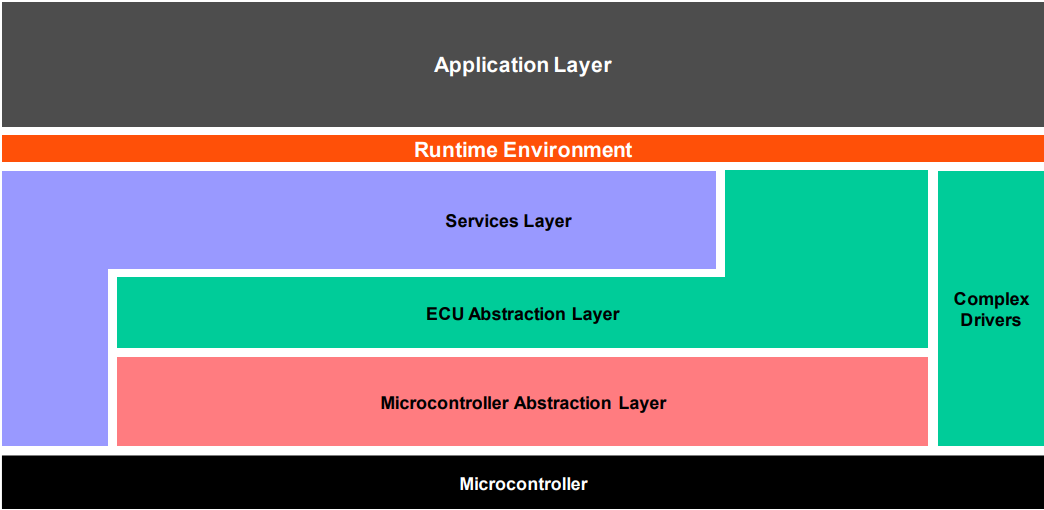 Application Layer
Runtime Environment
Services Layer
ECU Abstraction Layer
Complex
Drivers
Microcontroller Abstraction Layer
Microcontroller